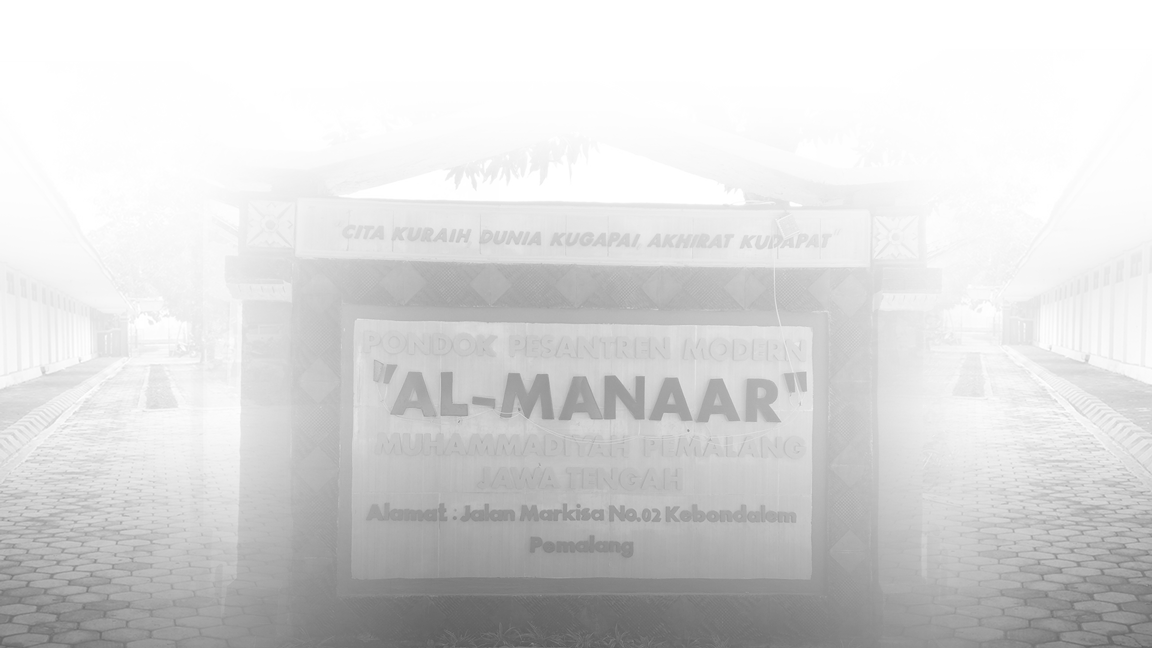 "CITA KURAIH DUNIA KUGAPAI, AKHIRAT KUDAPAT"
PONDOK PESANTREN MODERN
"AL-MANAAR"
MUHAMMADIYAH PEMALANG
JAWA TENGAH
Alamat : Jalan Markisa No.02 Kebondalem
Pemalang